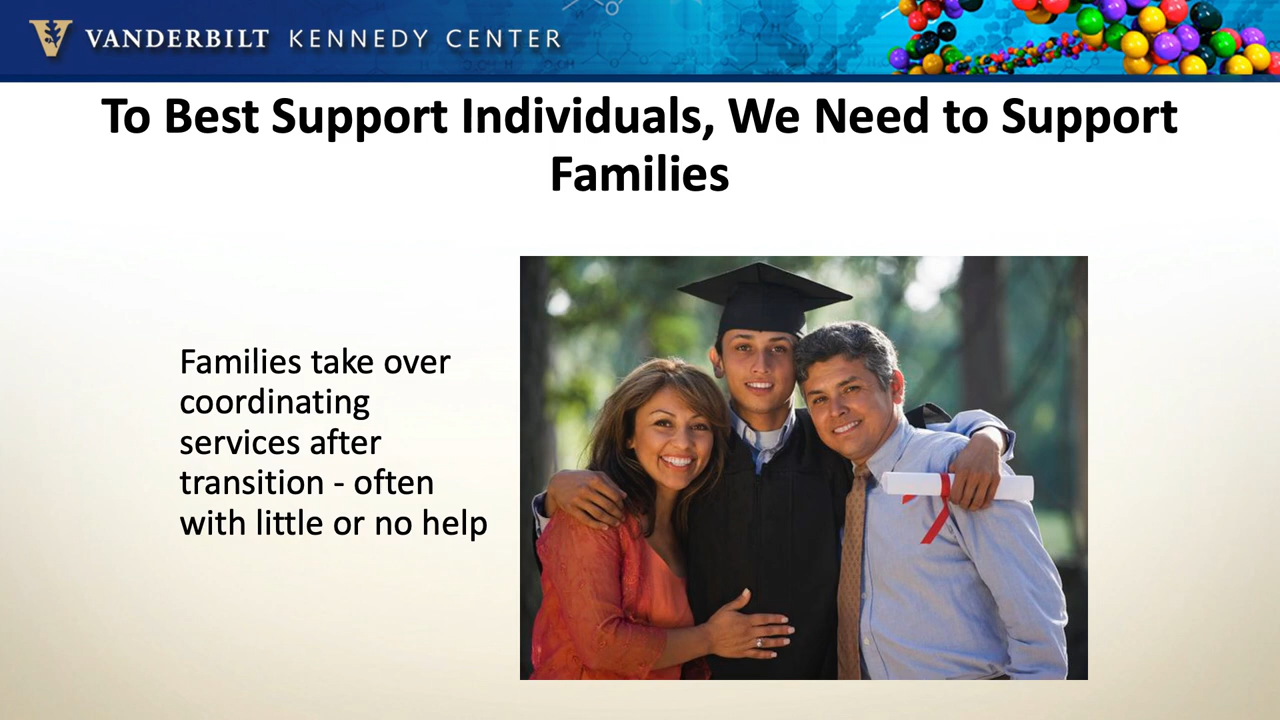 VANDERBILT KENNEDY CENTER
To Best Support Individuals, We Need to Support
Families
Families take over
coordinating
services after
transition - often
with little or no help